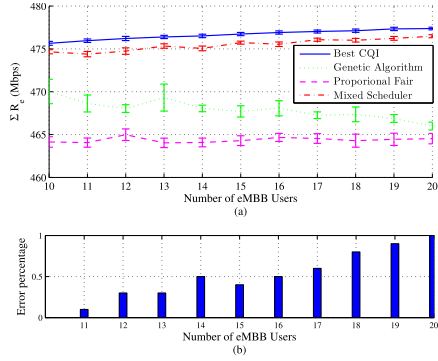 480
475
470
465
460
Σ Rₑ (Mbps)
Best CQI
Genetic Algorithm
Proporional Fair
Mixed Scheduler
10 11 12 13 14 15 16 17 18 19 20
Number of eMBB Users
(a)
1
0.5
0
Error percentage
11 12 13 14 15 16 17 18 19 20
Number of eMBB Users
(b)